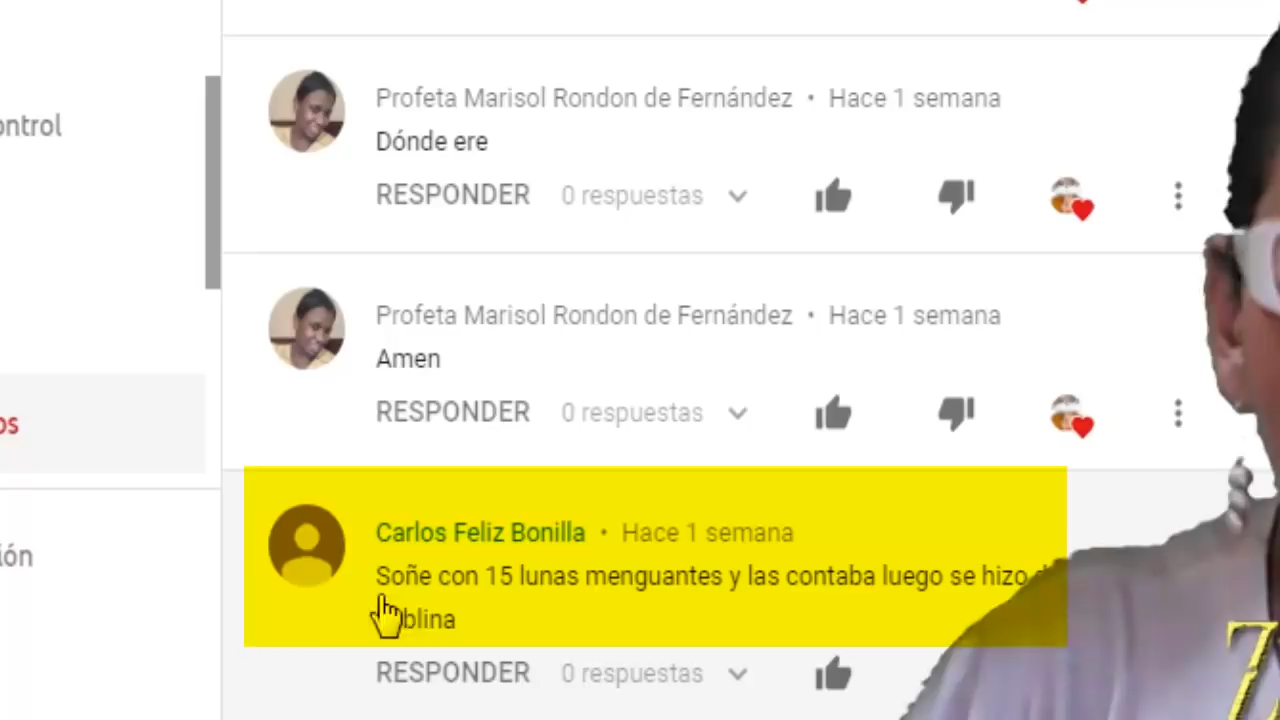 ontrol
Profeta Marisol Rondon de Fernández • Hace 1 semana
Dónde ere
RESPONDER 0 respuestas
Profeta Marisol Rondon de Fernández • Hace 1 semana
Amen
RESPONDER 0 respuestas
os
Carlos Feliz Bonilla • Hace 1 semana
Soñe con 15 lunas menguantes y las contaba luego se hizo
ión
blina
RESPONDER 0 respuestas
7